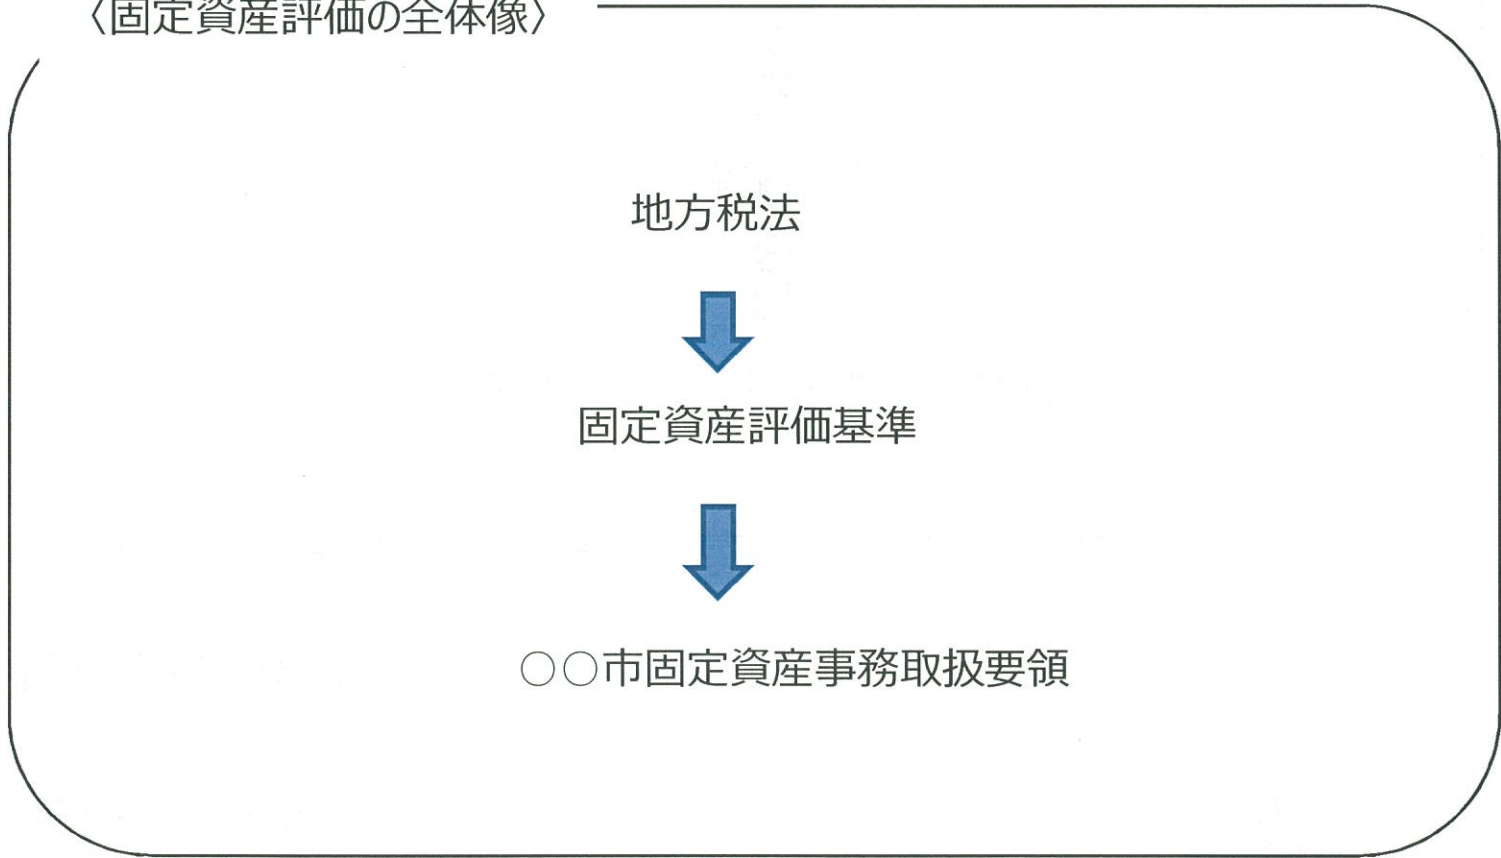 〈固定資産評価の全体像〉
地方税法
固定資産評価基準
○○市固定資産事務取扱要領